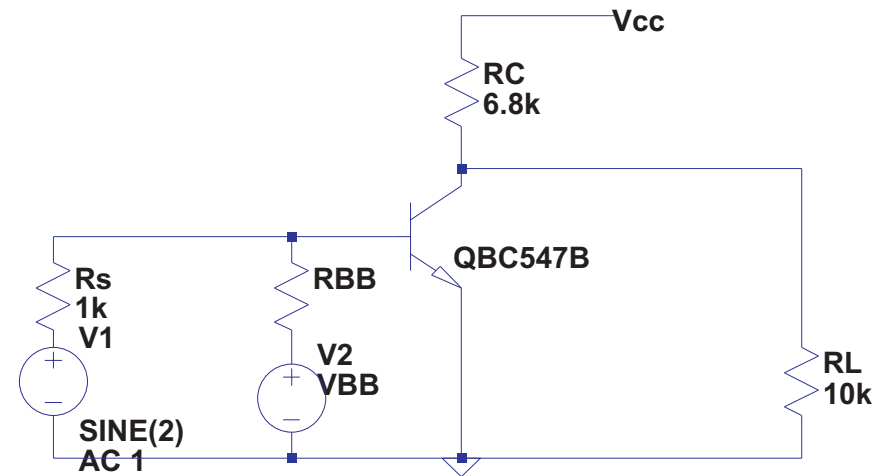 Vcc
RC
6.8k
QBC547B
Rs
1k
V1
RBB
V2
VBB
RL
10k
SINE(2)
AC 1